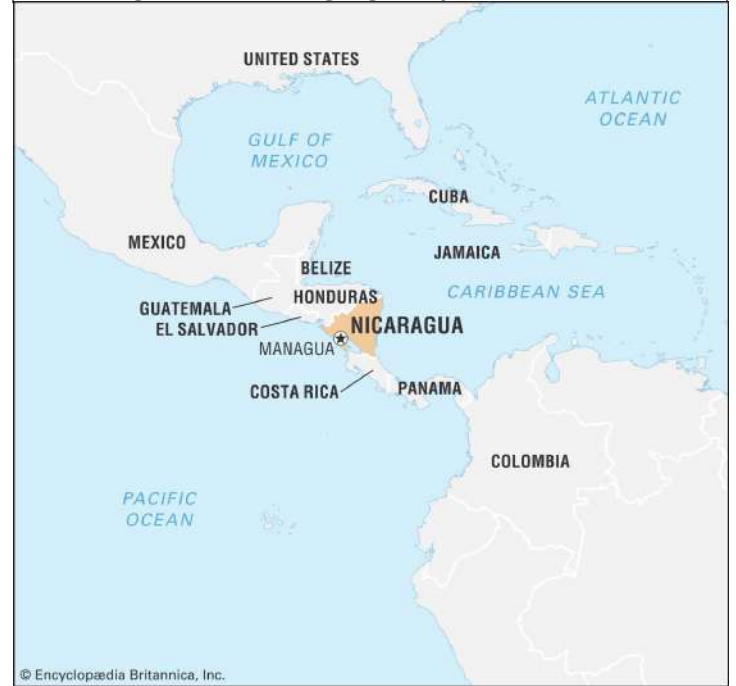 UNITED STATES
ATLANTIC
OCEAN
GULF OF
MEXICO
CUBA
MEXICO
JAMAICA
BELIZE
CARIBBEAN SEA
HONDURAS
GUATEMALA
NICARAGUA
EL SALVADOR
MANAGUA
COSTA RICA
PANAMA
COLOMBIA
PACIFIC
OCEAN
© Encyclopædia Britannica, Inc.